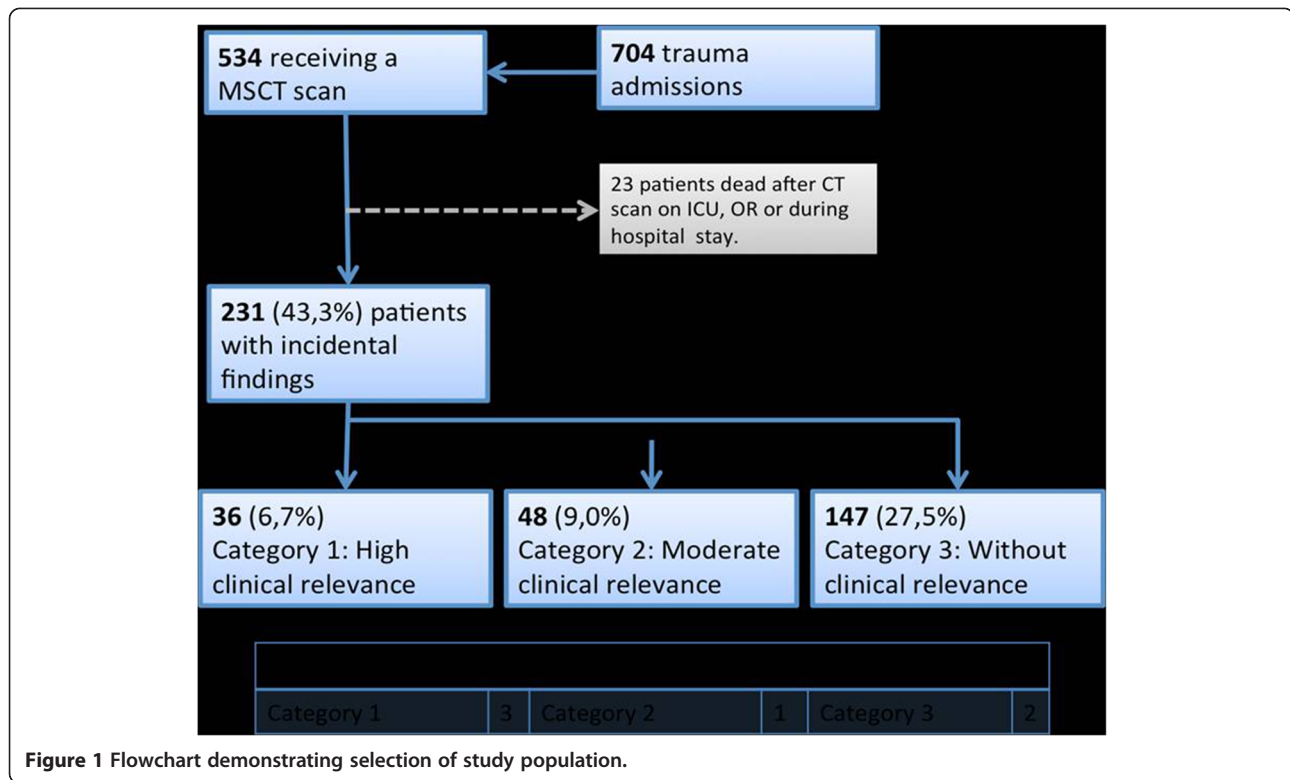 534 receiving a
MSCT scan
704 trauma
admissions
23 patients dead after CT
scan on ICU, OR or during
hospital stay.
231 (43,3%) patients
with incidental
findings
36 (6,7%)
Category 1: High
clinical relevance
48 (9,0%)
Category 2: Moderate
clinical relevance
147 (27,5%)
Category 3: Without
clinical relevance
Category 1 3 Category 2 1 Category 3 2
Figure 1 Flowchart demonstrating selection of study population.